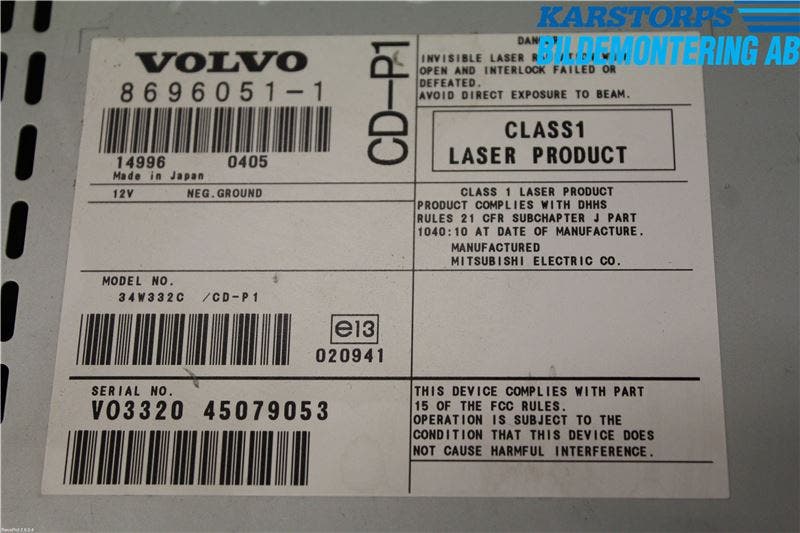 KARSTORPS
BILDEMONTERING AB
VOLVO
8696051-1
14996 0405
Made in Japan
12V NEG.GROUND
CD-P1
MODEL NO.
34W332C /CD-P1
e13
020941
SERIAL NO.
VO3320 45079053
INVISIBLE LASER
OPEN AND INTERLOCK FAILED OR
DEFEATED.
AVOID DIRECT EXPOSURE TO BEAM.
CLASS1
LASER PRODUCT
CLASS 1 LASER PRODUCT
PRODUCT COMPLIES WITH DHHS
RULES 21 CFR SUBCHAPTER J PART
1040:10 AT DATE OF MANUFACTURE.
MANUFACTURED
MITSUBISHI ELECTRIC CO.
THIS DEVICE COMPLIES WITH PART
15 OF THE FCC RULES.
OPERATION IS SUBJECT TO THE
CONDITION THAT THIS DEVICE DOES
NOT CAUSE HARMFUL INTERFERENCE.